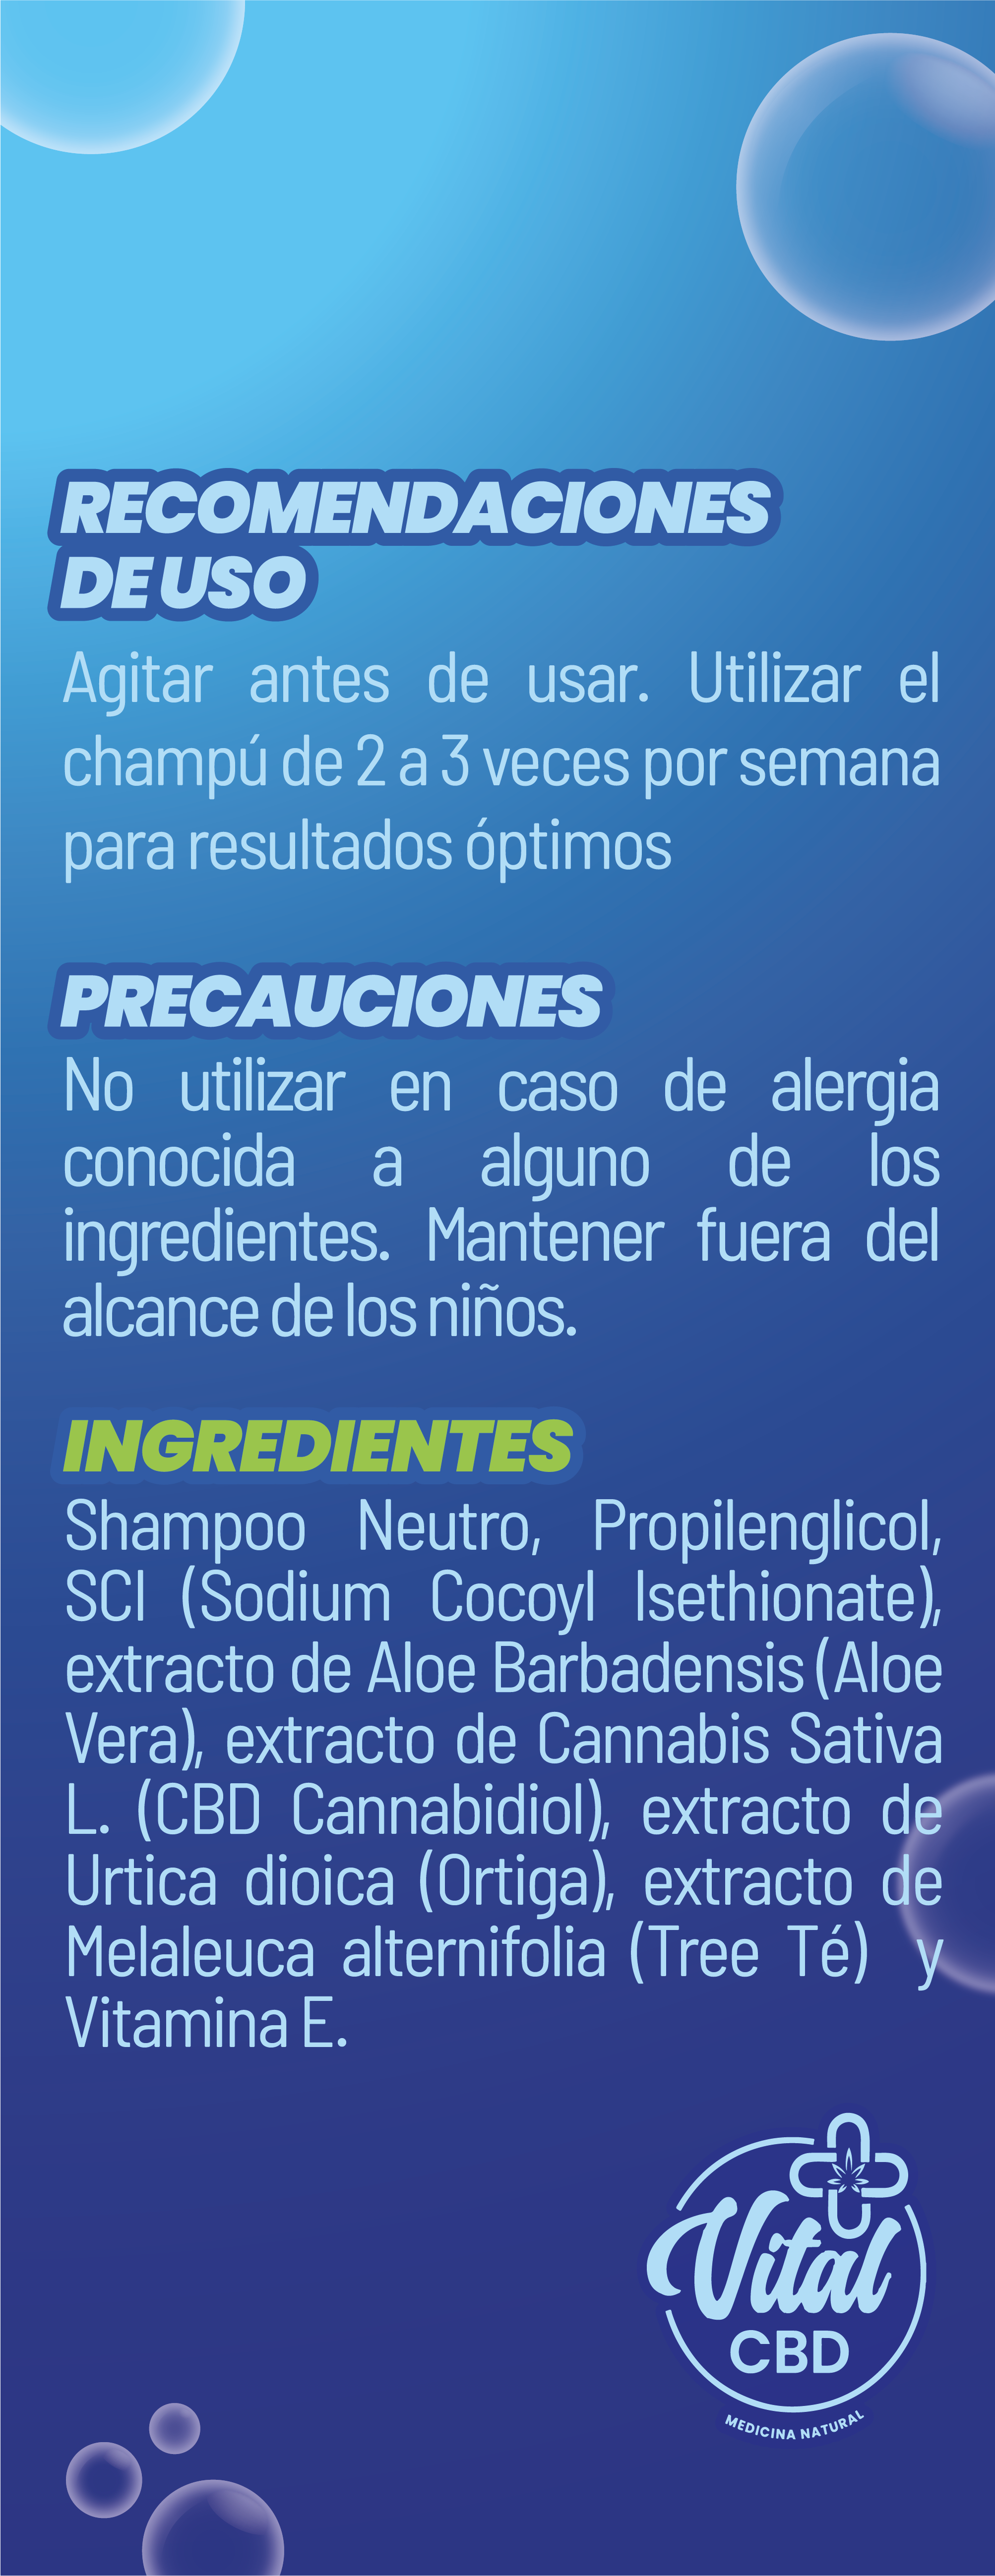 RECOMENDACIONES
DE USO
Agitar antes de usar. Utilizar el
champú de 2 a 3 veces por semana
para resultados óptimos
PRECAUCIONES
No utilizar en caso de alergia
conocida a alguno de los
ingredientes. Mantener fuera del
alcance de los niños.
INGREDIENTES
Shampoo Neutro, Propilenglicol,
SCI (Sodium Cocoyl Isethionate),
extracto de Aloe Barbadensis (Aloe
Vera), extracto de Cannabis Sativa
L. (CBD Cannabidiol), extracto de
Urtica dioica (Ortiga), extracto de
Melaleuca alternifolia (Tree Té) y
Vitamina E.
Vital
CBD
MEDICINA NATURAL